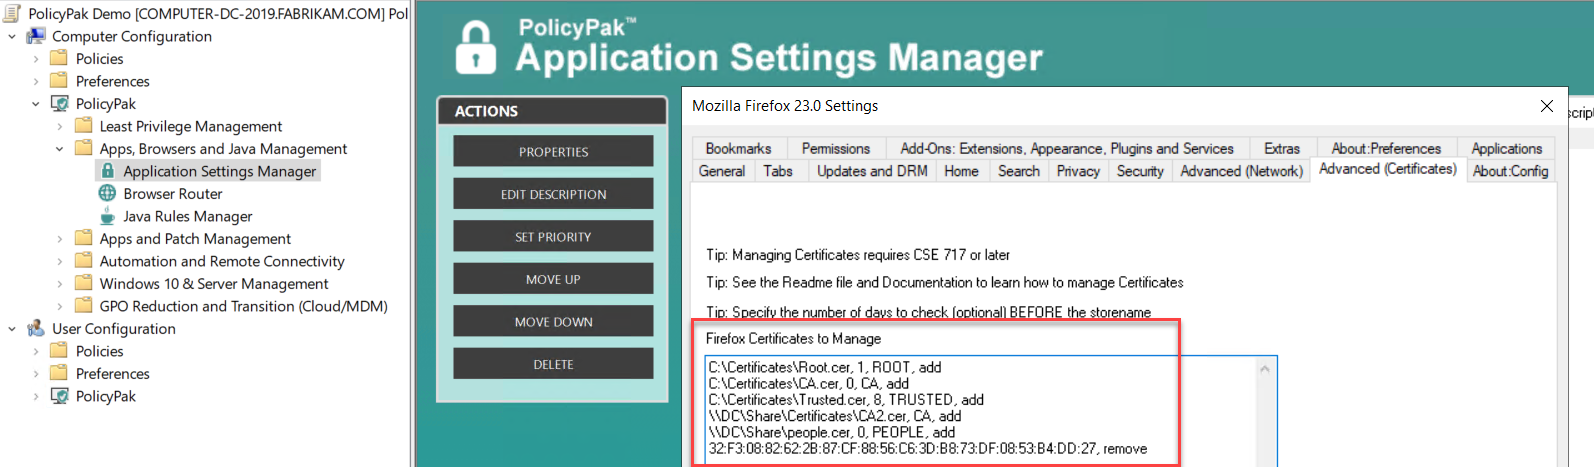 PolicyPak Demo [COMPUTER-DC-2019.FABRIKAM.COM] Pol
Computer Configuration
Policies
Preferences
PolicyPak
Least Privilege Management
Apps, Browsers and Java Management
Application Settings Manager
Browser Router
Java Rules Manager
Apps and Patch Management
Automation and Remote Connectivity
Windows 10 & Server Management
GPO Reduction and Transition (Cloud/MDM)
User Configuration
Policies
Preferences
PolicyPak
PolicyPak™
Application Settings Manager
ACTIONS
PROPERTIES
EDIT DESCRIPTION
SET PRIORITY
MOVE UP
MOVE DOWN
DELETE
Mozilla Firefox 23.0 Settings
script
Bookmarks Permissions Add-Ons: Extensions, Appearance, Plugins and Services Extras About:Preferences Applications
General Tabs Updates and DRM Home Search Privacy Security Advanced (Network) Advanced (Certificates) About:Config
Tip: Managing Certificates requires CSE 717 or later
Tip: See the Readme file and Documentation to learn how to manage Certificates
Tip: Specify the number of days to check (optional) BEFORE the storename
Firefox Certificates to Manage
C:\Certificates\Root.cer, 1, ROOT, add
C:\Certificates\CA.cer, 0, CA, add
C:\Certificates\Trusted.cer, 8, TRUSTED, add
\\DC\Share\Certificates\CA2.cer, CA, add
\\DC\Share\people.cer, 0, PEOPLE, add
32:F3:08:82:62:2B:87:CF:88:56:C6:3D:B8:73:DF:08:53:B4:DD:27, remove